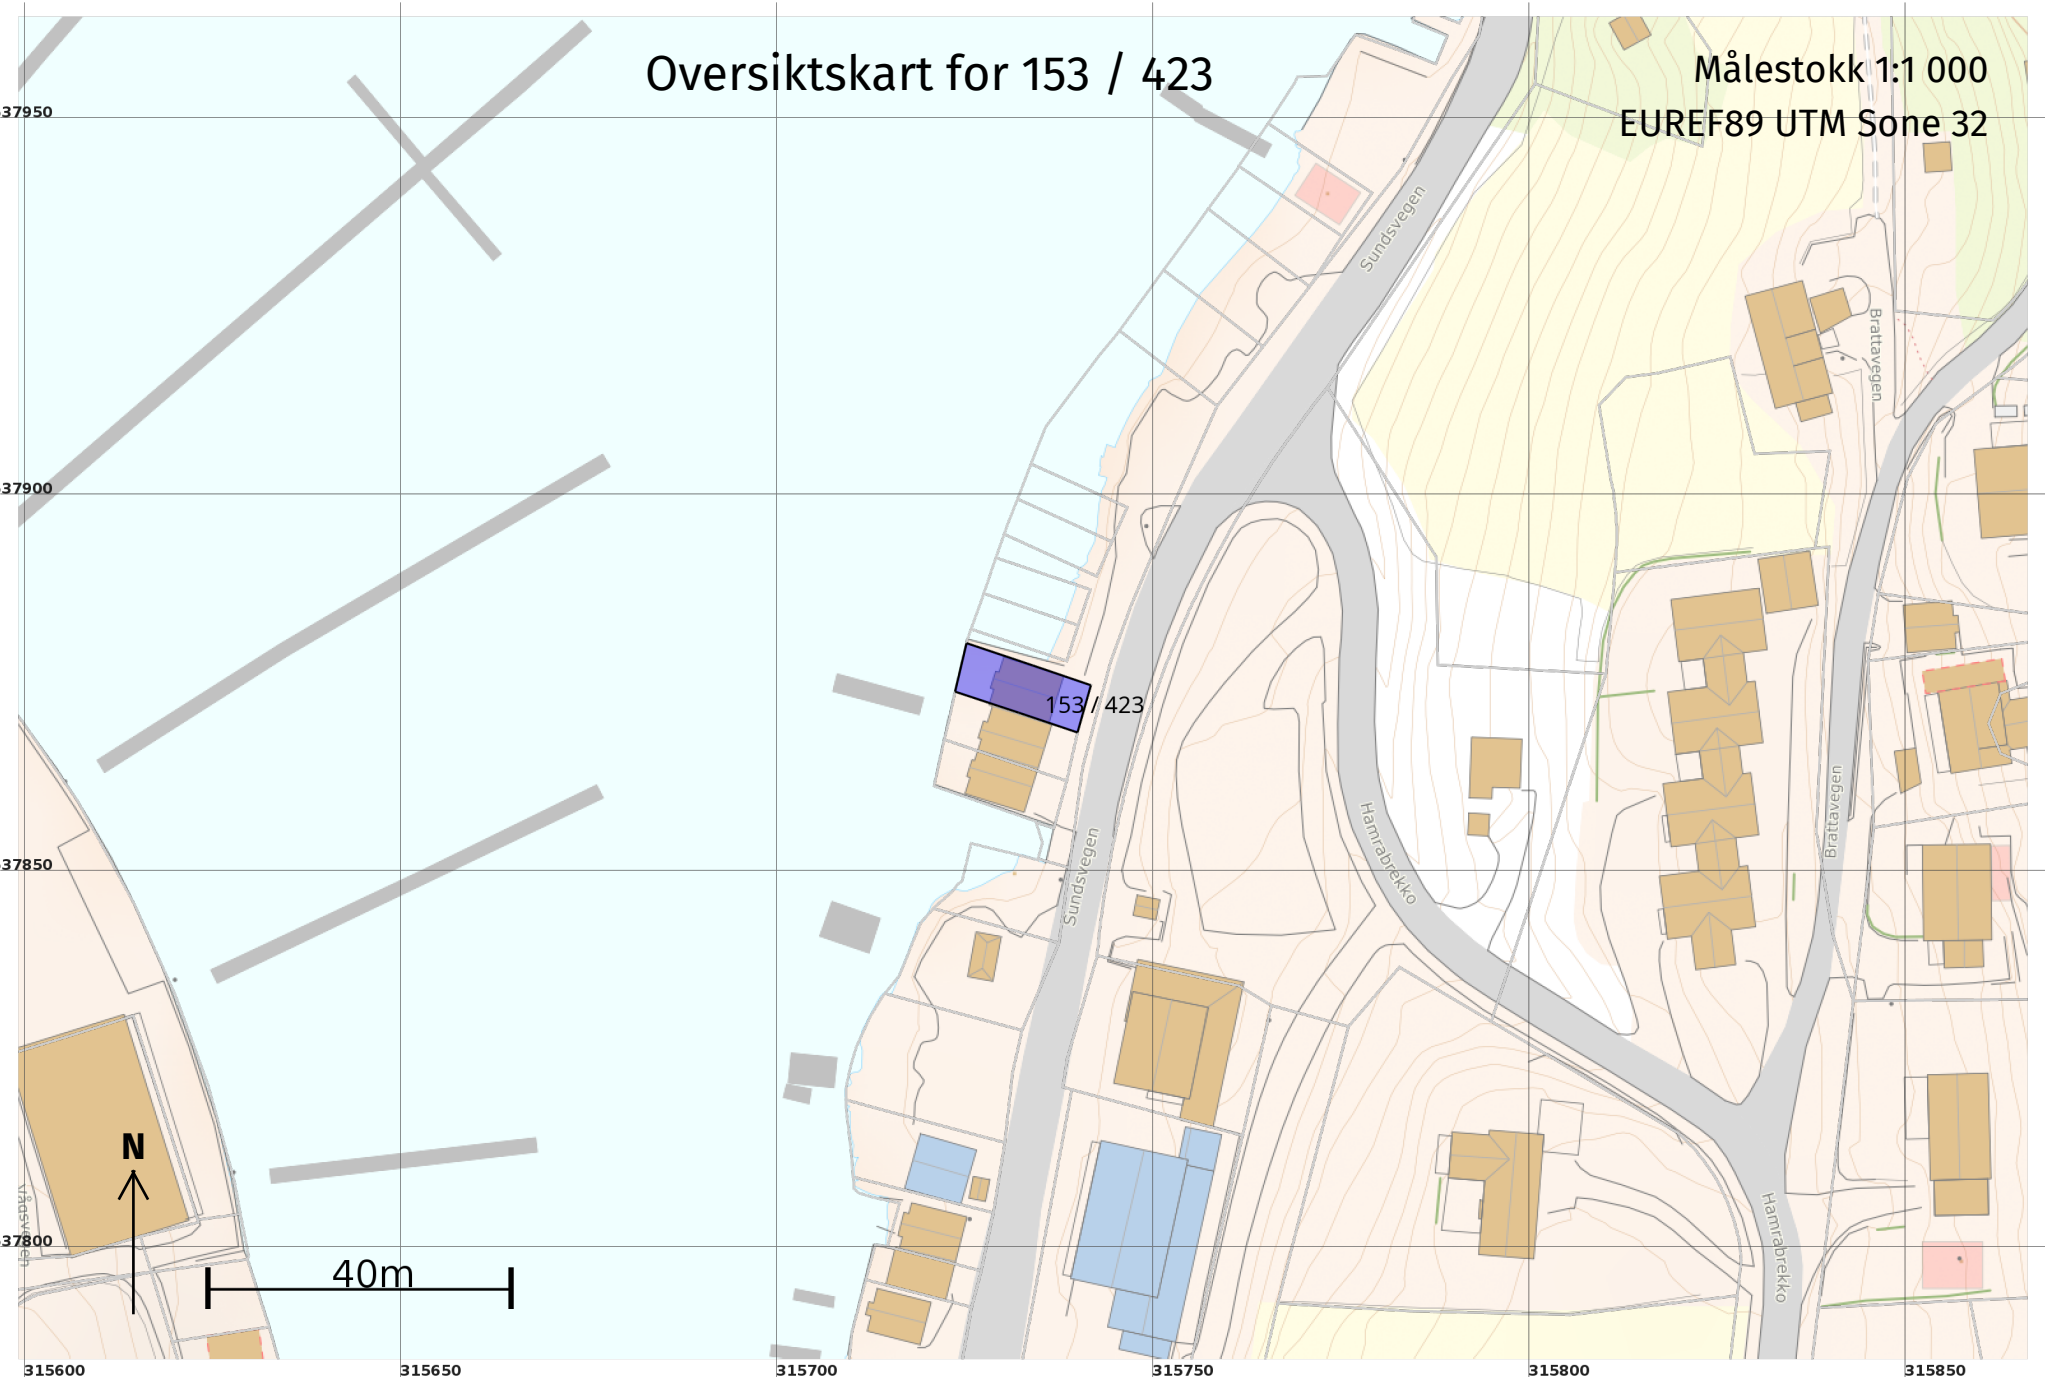 Oversiktskart for 153 / 423
Målestokk 1:1 000
EUREF89 UTM Sone 32
37950
Sundsvegen
Brattavegen
37900
153 / 423
Hamrabrekko
Brattavegen
Sundsvegen
37850
N
Vågsvegen
Hamrabrekko
37800
40m
315600
315650
315700
315750
315800
315850